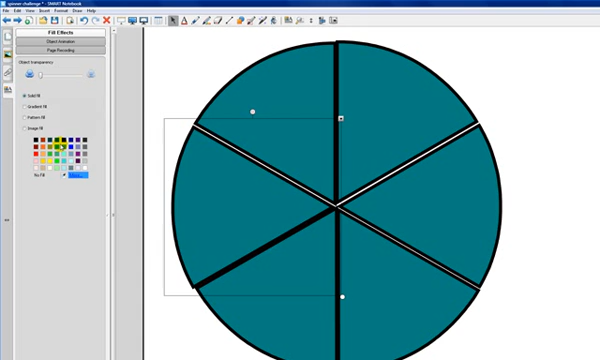 spinner challenge * - SMART Notebook
File Edit View Insert Format Draw Help
Fill Effects
Object Animation
Page Recording
Object transparency
Solid fill
Gradient fill
Pattern fill
Image fill
No Fill
More...